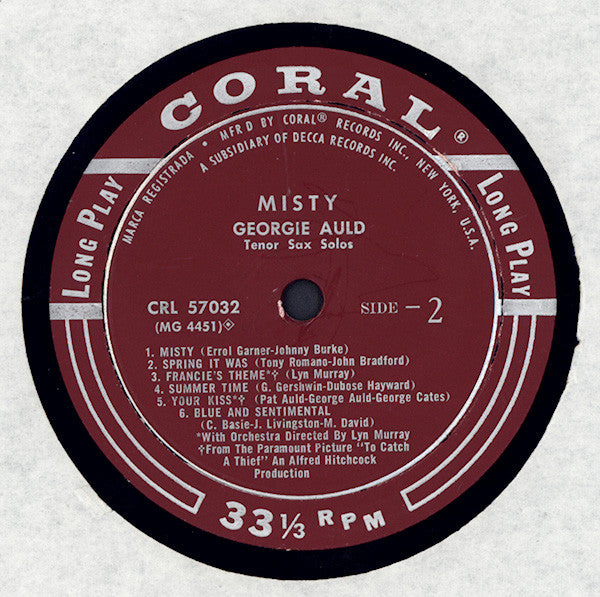 CORAL®
MARCA REGISTRADA • MFR'D BY CORAL® RECORDS INC., NEW YORK, U.S.A.
A SUBSIDIARY OF DECCA RECORDS INC.
LONG PLAY
LONG PLAY
MISTY
GEORGIE AULD
Tenor Sax Solos
CRL 57032
SIDE – 2
(MG 4451)
1. MISTY (Errol Garner-Johnny Burke)
2. SPRING IT WAS (Tony Romano-John Bradford)
3. FRANCIE'S THEME*† (Lyn Murray)
4. SUMMER TIME (G. Gershwin-Dubose Hayward)
5. YOUR KISS*† (Pat Auld-George Auld-George Cates)
6. BLUE AND SENTIMENTAL
(C. Basie-J. Livingston-M. David)
*With Orchestra Directed By Lyn Murray
†From the Paramount Picture "To Catch
A Thief" An Alfred Hitchcock
Production
33 1/3 RPM